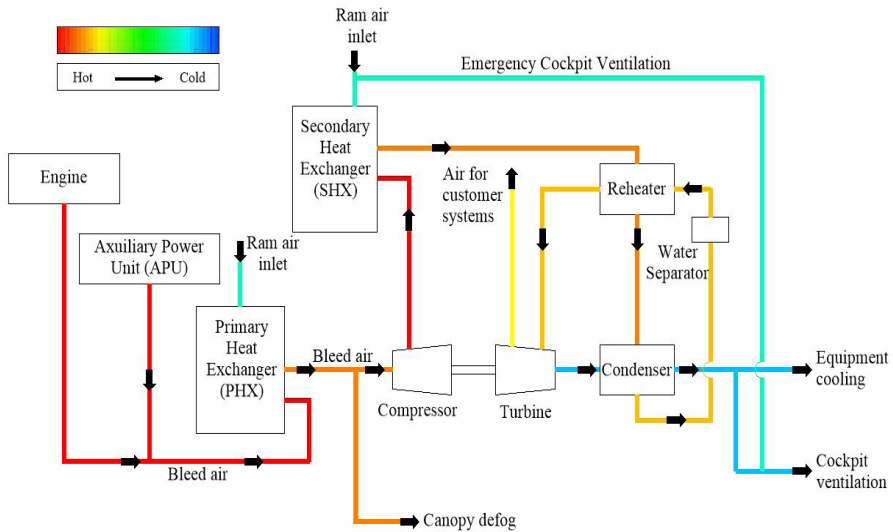 Ram air
inlet
Emergency Cockpit Ventilation
Hot
Cold
Secondary
Heat
Exchanger
(SHX)
Engine
Air for
customer
systems
Reheater
Ram air
inlet
Axuiliary Power
Unit (APU)
Water
Separator
Primary
Heat
Exchanger
(PHX)
Bleed air
Condenser
Equipment
cooling
Compressor
Turbine
Bleed air
Cockpit
ventilation
Canopy defog